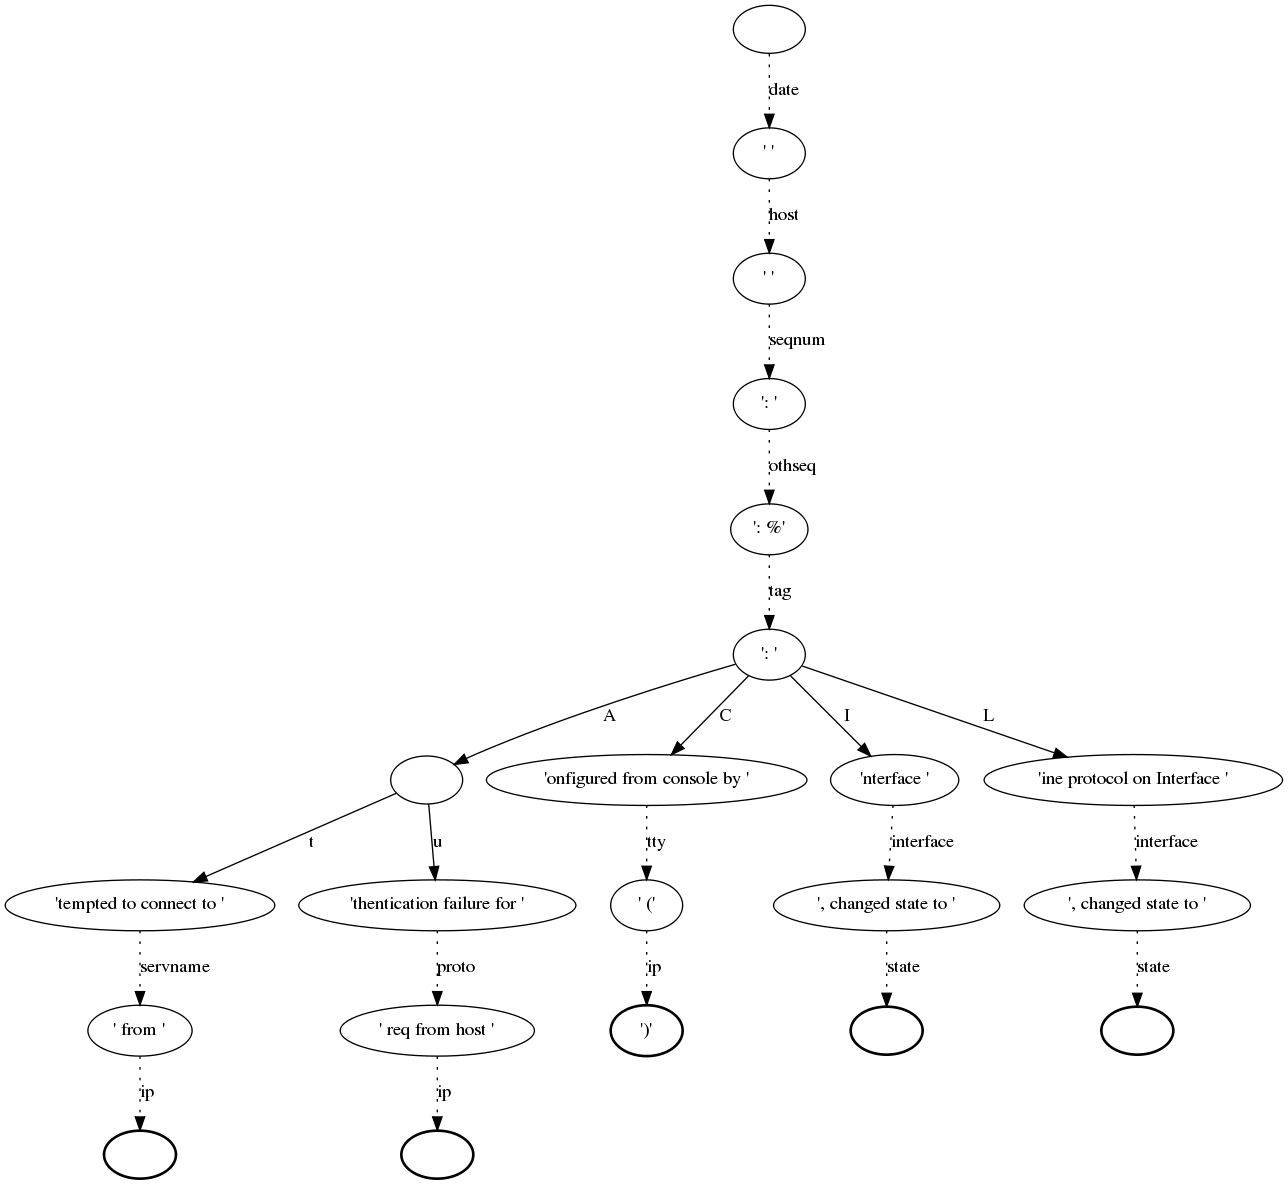 date
' '
host
' '
seqnum
': '
othseq
': %'
tag
': '
A
C
I
L
'onfigured from console by '
'nterface '
'ine protocol on Interface '
t
u
tty
interface
interface
'tempted to connect to '
'thentication failure for '
' ('
', changed state to '
', changed state to '
servname
proto
ip
state
state
' from '
' req from host '
')'
ip
ip